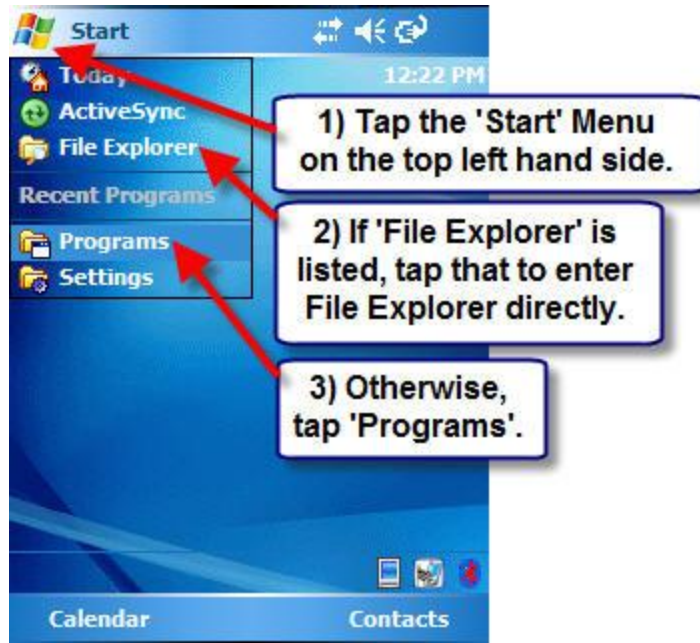 Start
Today
12:22 PM
ActiveSync
1) Tap the 'Start' Menu
on the top left hand side.
File Explorer
Recent Programs
2) If 'File Explorer' is
listed, tap that to enter
File Explorer directly.
Programs
Settings
3) Otherwise,
tap 'Programs'.
Calendar
Contacts